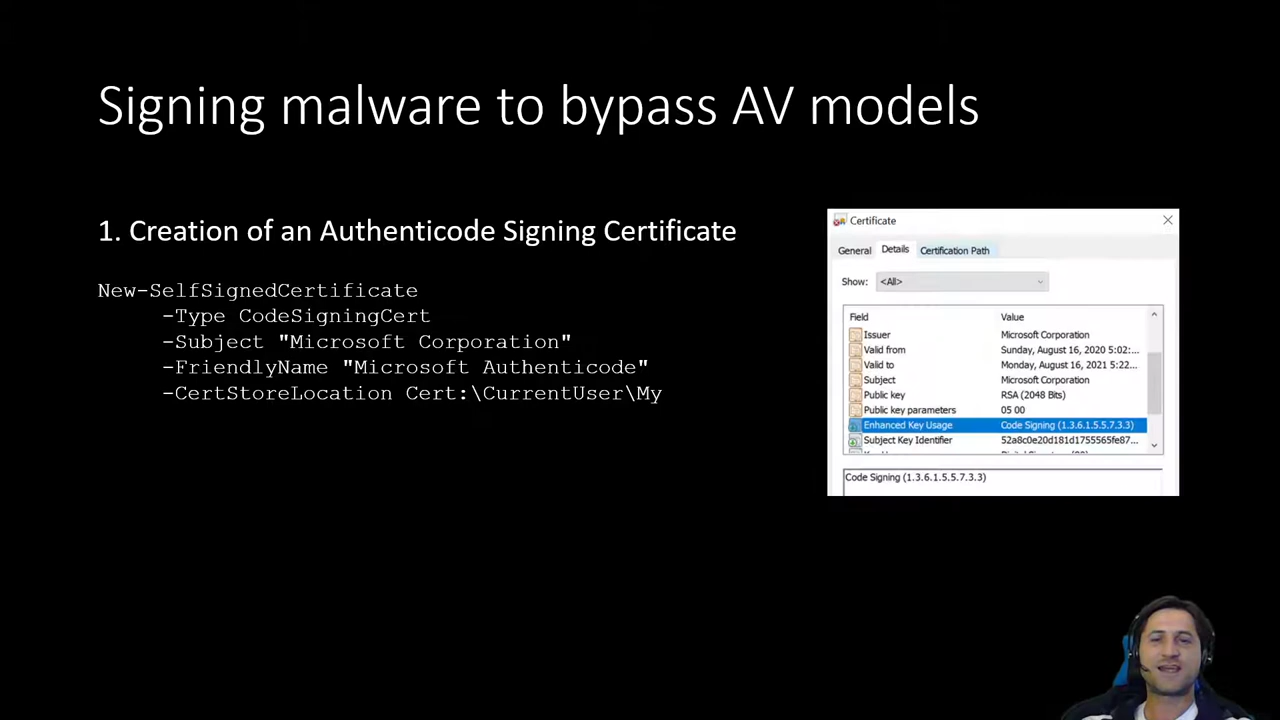 Signing malware to bypass AV models
1. Creation of an Authenticode Signing Certificate
New-SelfSignedCertificate
-Type CodeSigningCert
-Subject "Microsoft Corporation"
-FriendlyName "Microsoft Authenticode"
-CertStoreLocation Cert:\CurrentUser\My
Certificate
General Details Certification Path
Show: <All>
Field Value
Issuer Microsoft Corporation
Valid from Sunday, August 16, 2020 5:02:...
Valid to Monday, August 16, 2021 5:22...
Subject Microsoft Corporation
Public key RSA (2048 Bits)
Public key parameters 05 00
Enhanced Key Usage Code Signing (1.3.6.1.5.5.7.3.3)
Subject Key Identifier 52a8c0e20d181d1755565fe87...
Code Signing (1.3.6.1.5.5.7.3.3)